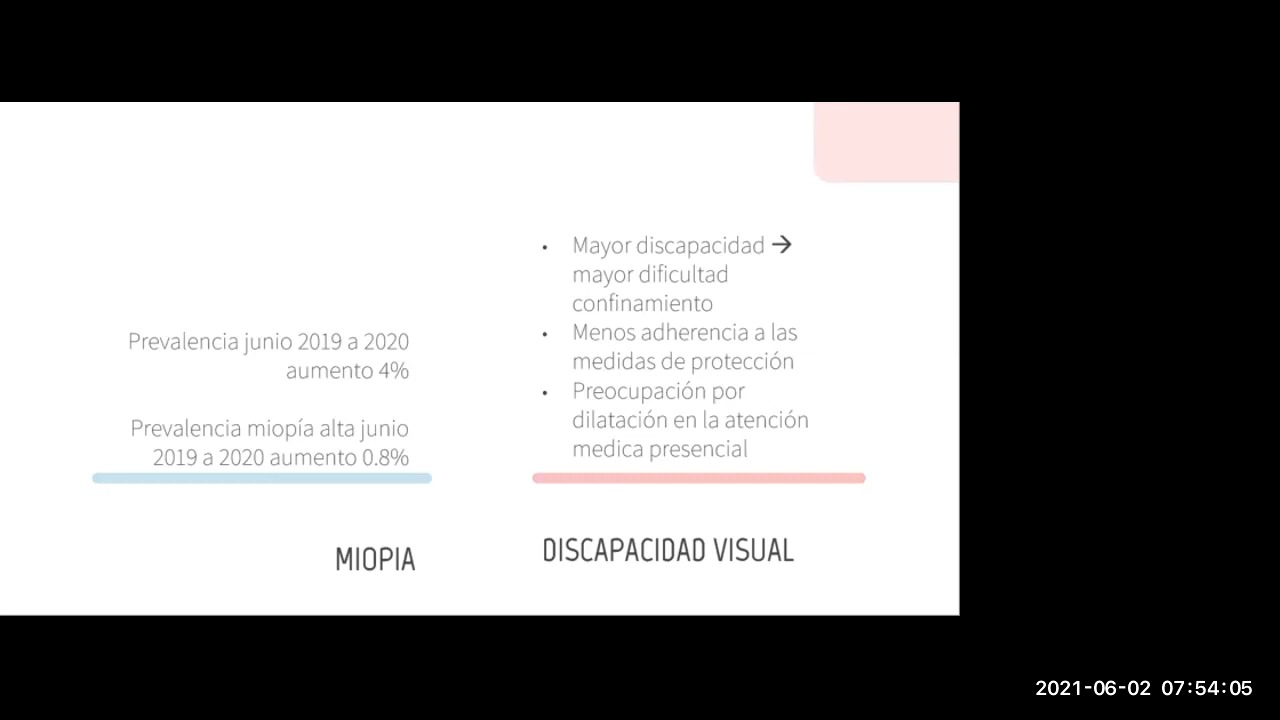 Prevalencia junio 2019 a 2020
aumento 4%
Prevalencia miopía alta junio
2019 a 2020 aumento 0.8%
MIOPIA
• Mayor discapacidad →
mayor dificultad
confinamiento
• Menos adherencia a las
medidas de protección
• Preocupación por
dilatación en la atención
medica presencial
DISCAPACIDAD VISUAL
2021-06-02 07:54:05